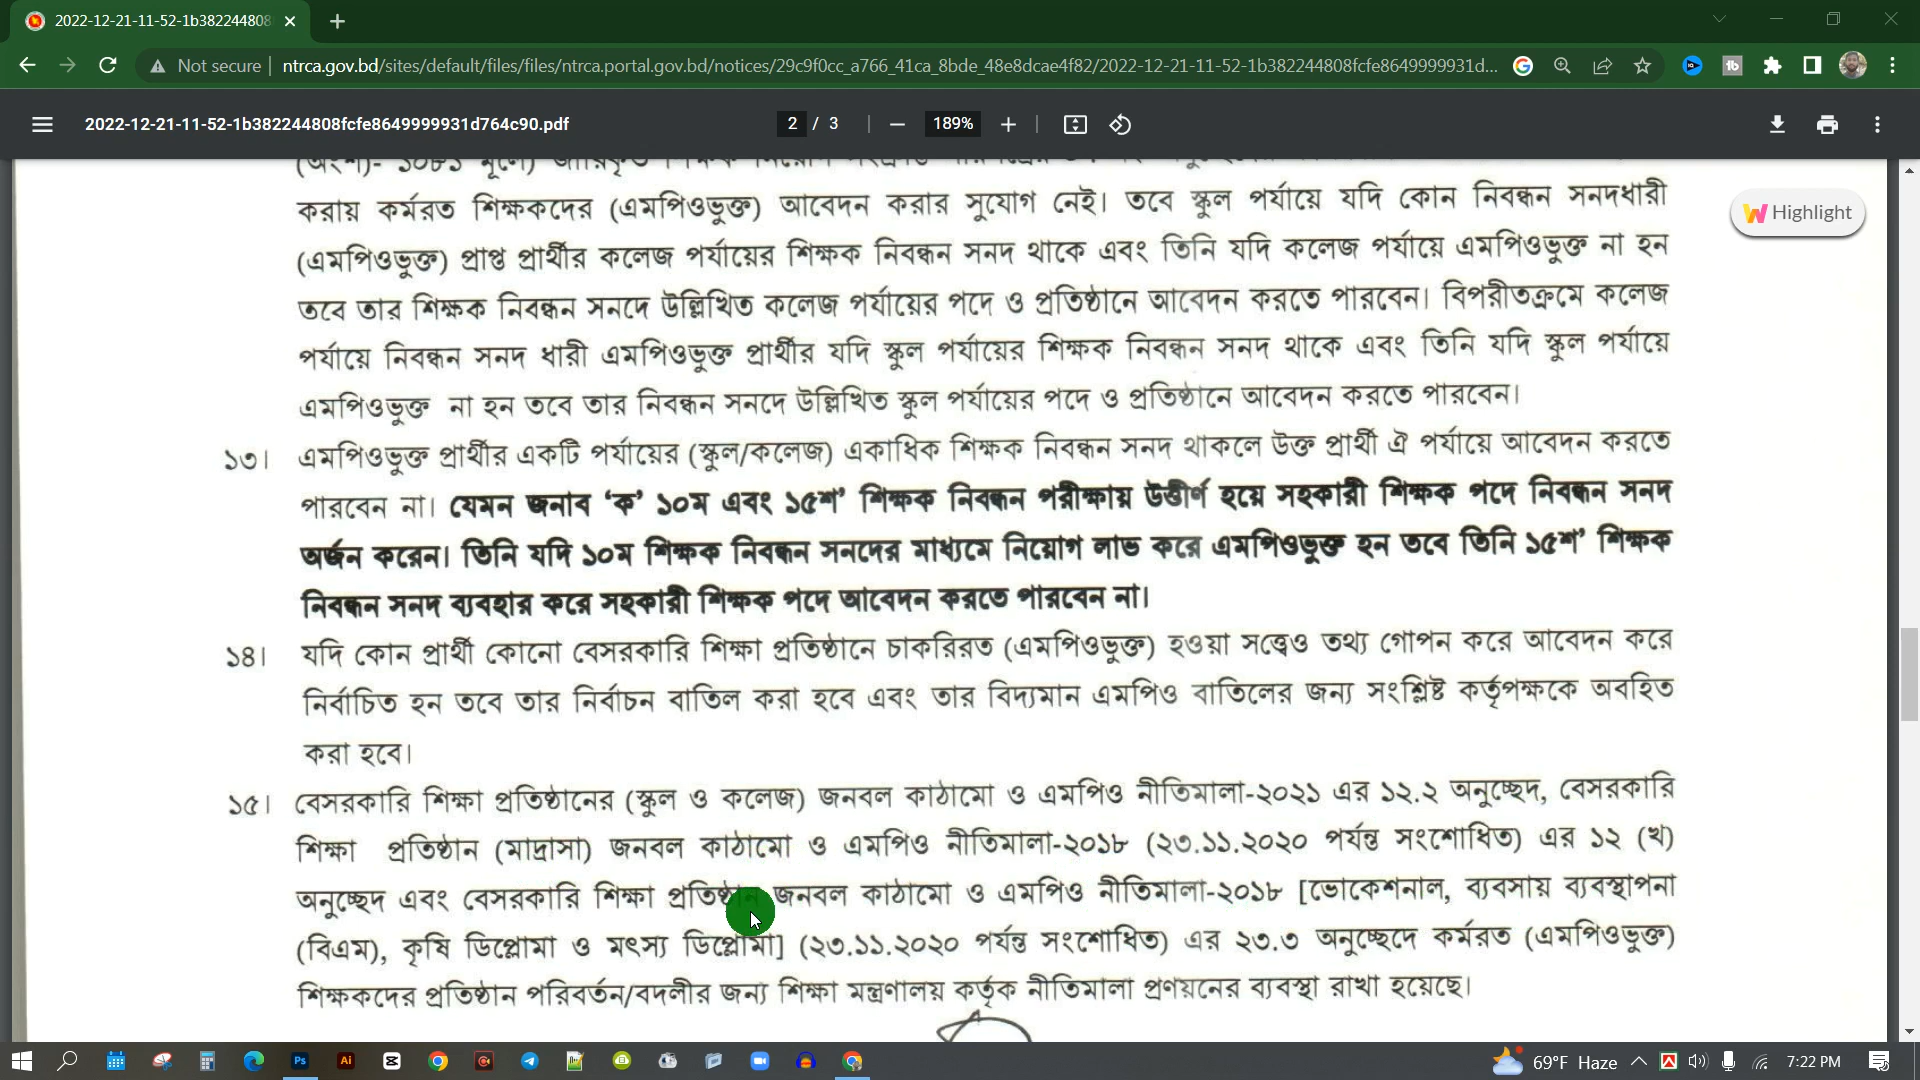 2022-12-21-11-52-1b382244808
Not secure | ntrca.gov.bd/sites/default/files/files/ntrca.portal.gov.bd/notices/29c9f0cc_a766_41ca_8bde_48e8dcae4f82/2022-12-21-11-52-1b382244808fcfe8649999931d...
2022-12-21-11-52-1b382244808fcfe8649999931d764c90.pdf
2 / 3
189%
করায় কর্মরত শিক্ষকদের (এমপিওভুক্ত) আবেদন করার সুযোগ নেই। তবে স্কুল পর্যায়ে যদি কোন নিবন্ধন সনদধারী
Highlight
(এমপিওভুক্ত) প্রাপ্ত প্রার্থীর কলেজ পর্যায়ের শিক্ষক নিবন্ধন সনদ থাকে এবং তিনি যদি কলেজ পর্যায়ে এমপিওভুক্ত না হন
তবে তার শিক্ষক নিবন্ধন সনদে উল্লিখিত কলেজ পর্যায়ের পদে ও প্রতিষ্ঠানে আবেদন করতে পারবেন। বিপরীতক্রমে কলেজ
পর্যায়ে নিবন্ধন সনদ ধারী এমপিওভুক্ত প্রার্থীর যদি স্কুল পর্যায়ের শিক্ষক নিবন্ধন সনদ থাকে এবং তিনি যদি স্কুল পর্যায়ে
এমপিওভুক্ত না হন তবে তার নিবন্ধন সনদে উল্লিখিত স্কুল পর্যায়ের পদে ও প্রতিষ্ঠানে আবেদন করতে পারবেন।
১৩। এমপিওভুক্ত প্রার্থীর একটি পর্যায়ের (স্কুল/কলেজ) একাধিক শিক্ষক নিবন্ধন সনদ থাকলে উক্ত প্রার্থী ঐ পর্যায়ে আবেদন করতে
পারবেন না। যেমন জনাব ‘ক’ ১০ম এবং ১৫শ’ শিক্ষক নিবন্ধন পরীক্ষায় উত্তীর্ণ হয়ে সহকারী শিক্ষক পদে নিবন্ধন সনদ
অর্জন করেন। তিনি যদি ১০ম শিক্ষক নিবন্ধন সনদের মাধ্যমে নিয়োগ লাভ করে এমপিওভুক্ত হন তবে তিনি ১৫শ’ শিক্ষক
নিবন্ধন সনদ ব্যবহার করে সহকারী শিক্ষক পদে আবেদন করতে পারবেন না।
১৪। যদি কোন প্রার্থী কোনো বেসরকারি শিক্ষা প্রতিষ্ঠানে চাকরিরত (এমপিওভুক্ত) হওয়া সত্ত্বেও তথ্য গোপন করে আবেদন করে
নির্বাচিত হন তবে তার নির্বাচন বাতিল করা হবে এবং তার বিদ্যমান এমপিও বাতিলের জন্য সংশ্লিষ্ট কর্তৃপক্ষকে অবহিত
করা হবে।
১৫। বেসরকারি শিক্ষা প্রতিষ্ঠানের (স্কুল ও কলেজ) জনবল কাঠামো ও এমপিও নীতিমালা-২০২১ এর ১২.২ অনুচ্ছেদ, বেসরকারি
শিক্ষা প্রতিষ্ঠান (মাদ্রাসা) জনবল কাঠামো ও এমপিও নীতিমালা-২০১৮ (২৩.১১.২০২০ পর্যন্ত সংশোধিত) এর ১২ (খ)
অনুচ্ছেদ এবং বেসরকারি শিক্ষা প্রতিষ্ঠান জনবল কাঠামো ও এমপিও নীতিমালা-২০১৮ [ভোকেশনাল, ব্যবসায় ব্যবস্থাপনা
(বিএম), কৃষি ডিপ্লোমা ও মৎস্য ডিপ্লোমা] (২৩.১১.২০২০ পর্যন্ত সংশোধিত) এর ২৩.৩ অনুচ্ছেদে কর্মরত (এমপিওভুক্ত)
শিক্ষকদের প্রতিষ্ঠান পরিবর্তন/বদলীর জন্য শিক্ষা মন্ত্রণালয় কর্তৃক নীতিমালা প্রণয়নের ব্যবস্থা রাখা হয়েছে।
69°F Haze
7:22 PM